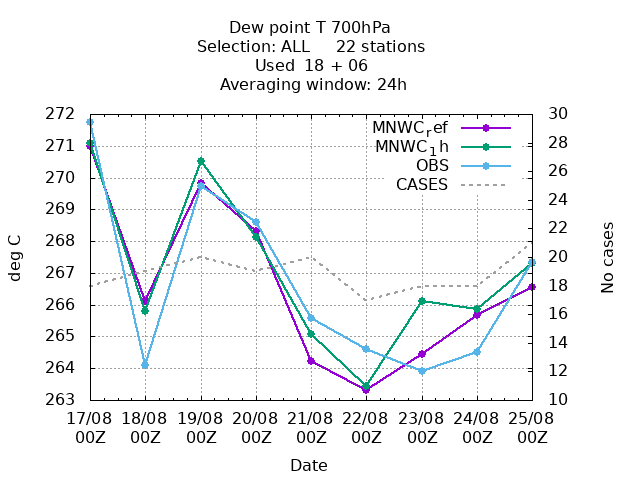 Dew point T 700hPa
Selection: ALL     22 stations
Used  18 + 06
Averaging window: 24h
272
271
270
269
268
267
266
265
264
263
deg C
30
28
26
24
22
20
18
16
14
12
10
No cases
MNWC_ref
MNWC_1h
OBS
CASES
17/08 18/08 19/08 20/08 21/08 22/08 23/08 24/08 25/08
00Z 00Z 00Z 00Z 00Z 00Z 00Z 00Z 00Z
Date